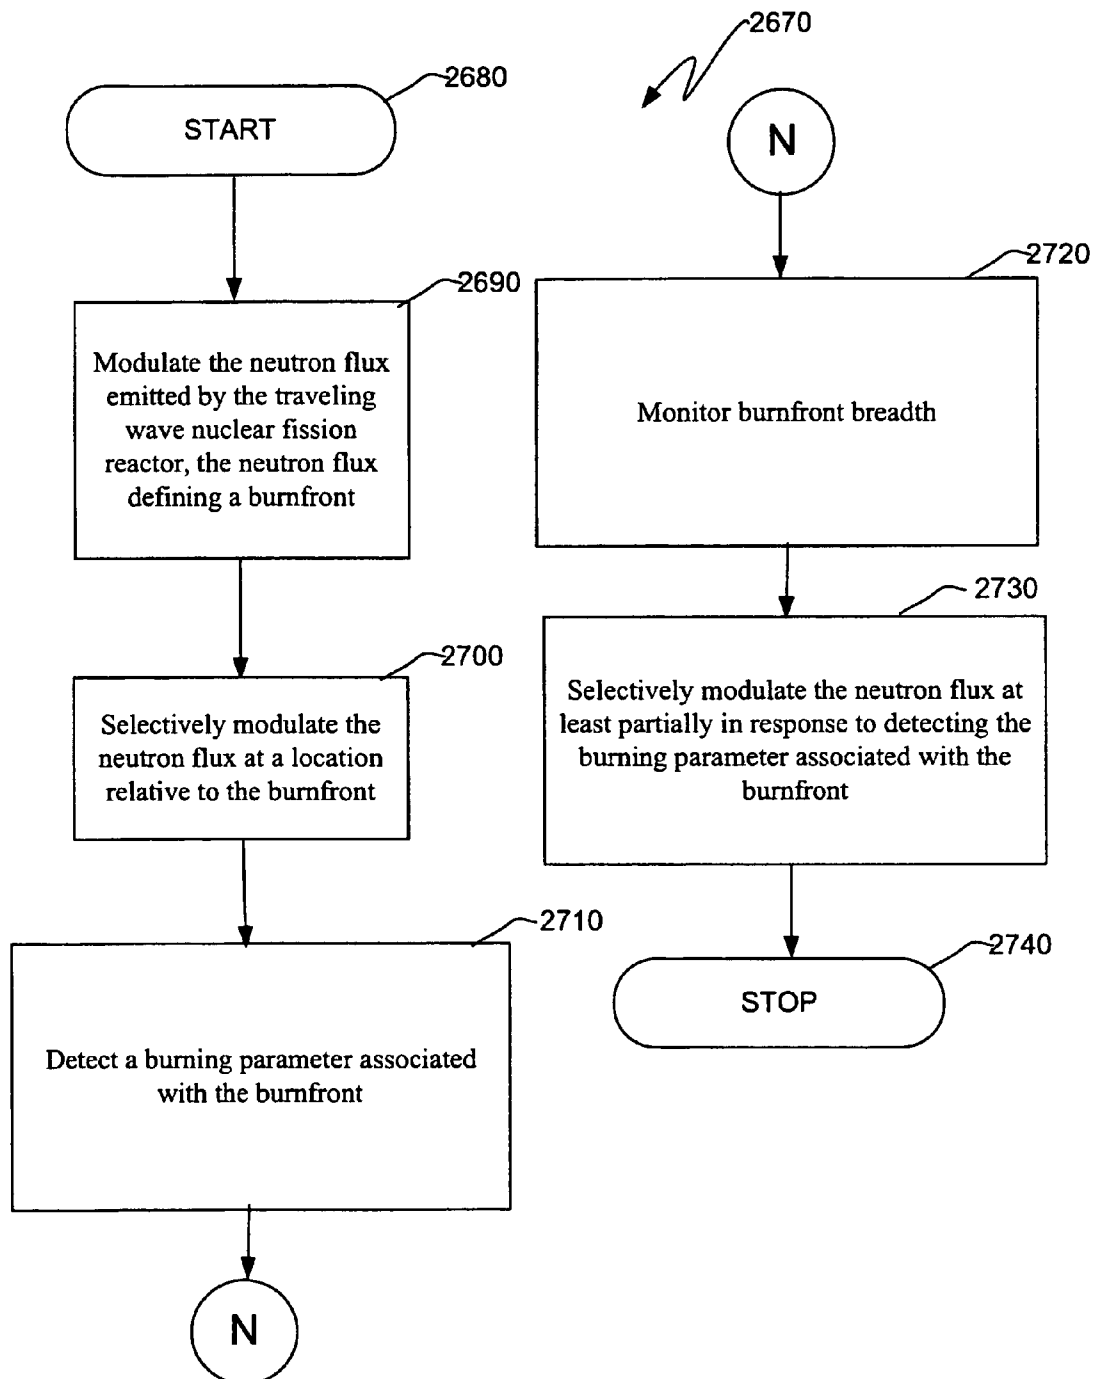 2680
START
2690
Modulate the neutron flux
emitted by the traveling
wave nuclear fission
reactor, the neutron flux
defining a burnfront
2700
Selectively modulate the
neutron flux at a location
relative to the burnfront
2710
Detect a burning parameter associated
with the burnfront
N
2670
N
2720
Monitor burnfront breadth
2730
Selectively modulate the neutron flux at
least partially in response to detecting the
burning parameter associated with the
burnfront
2740
STOP